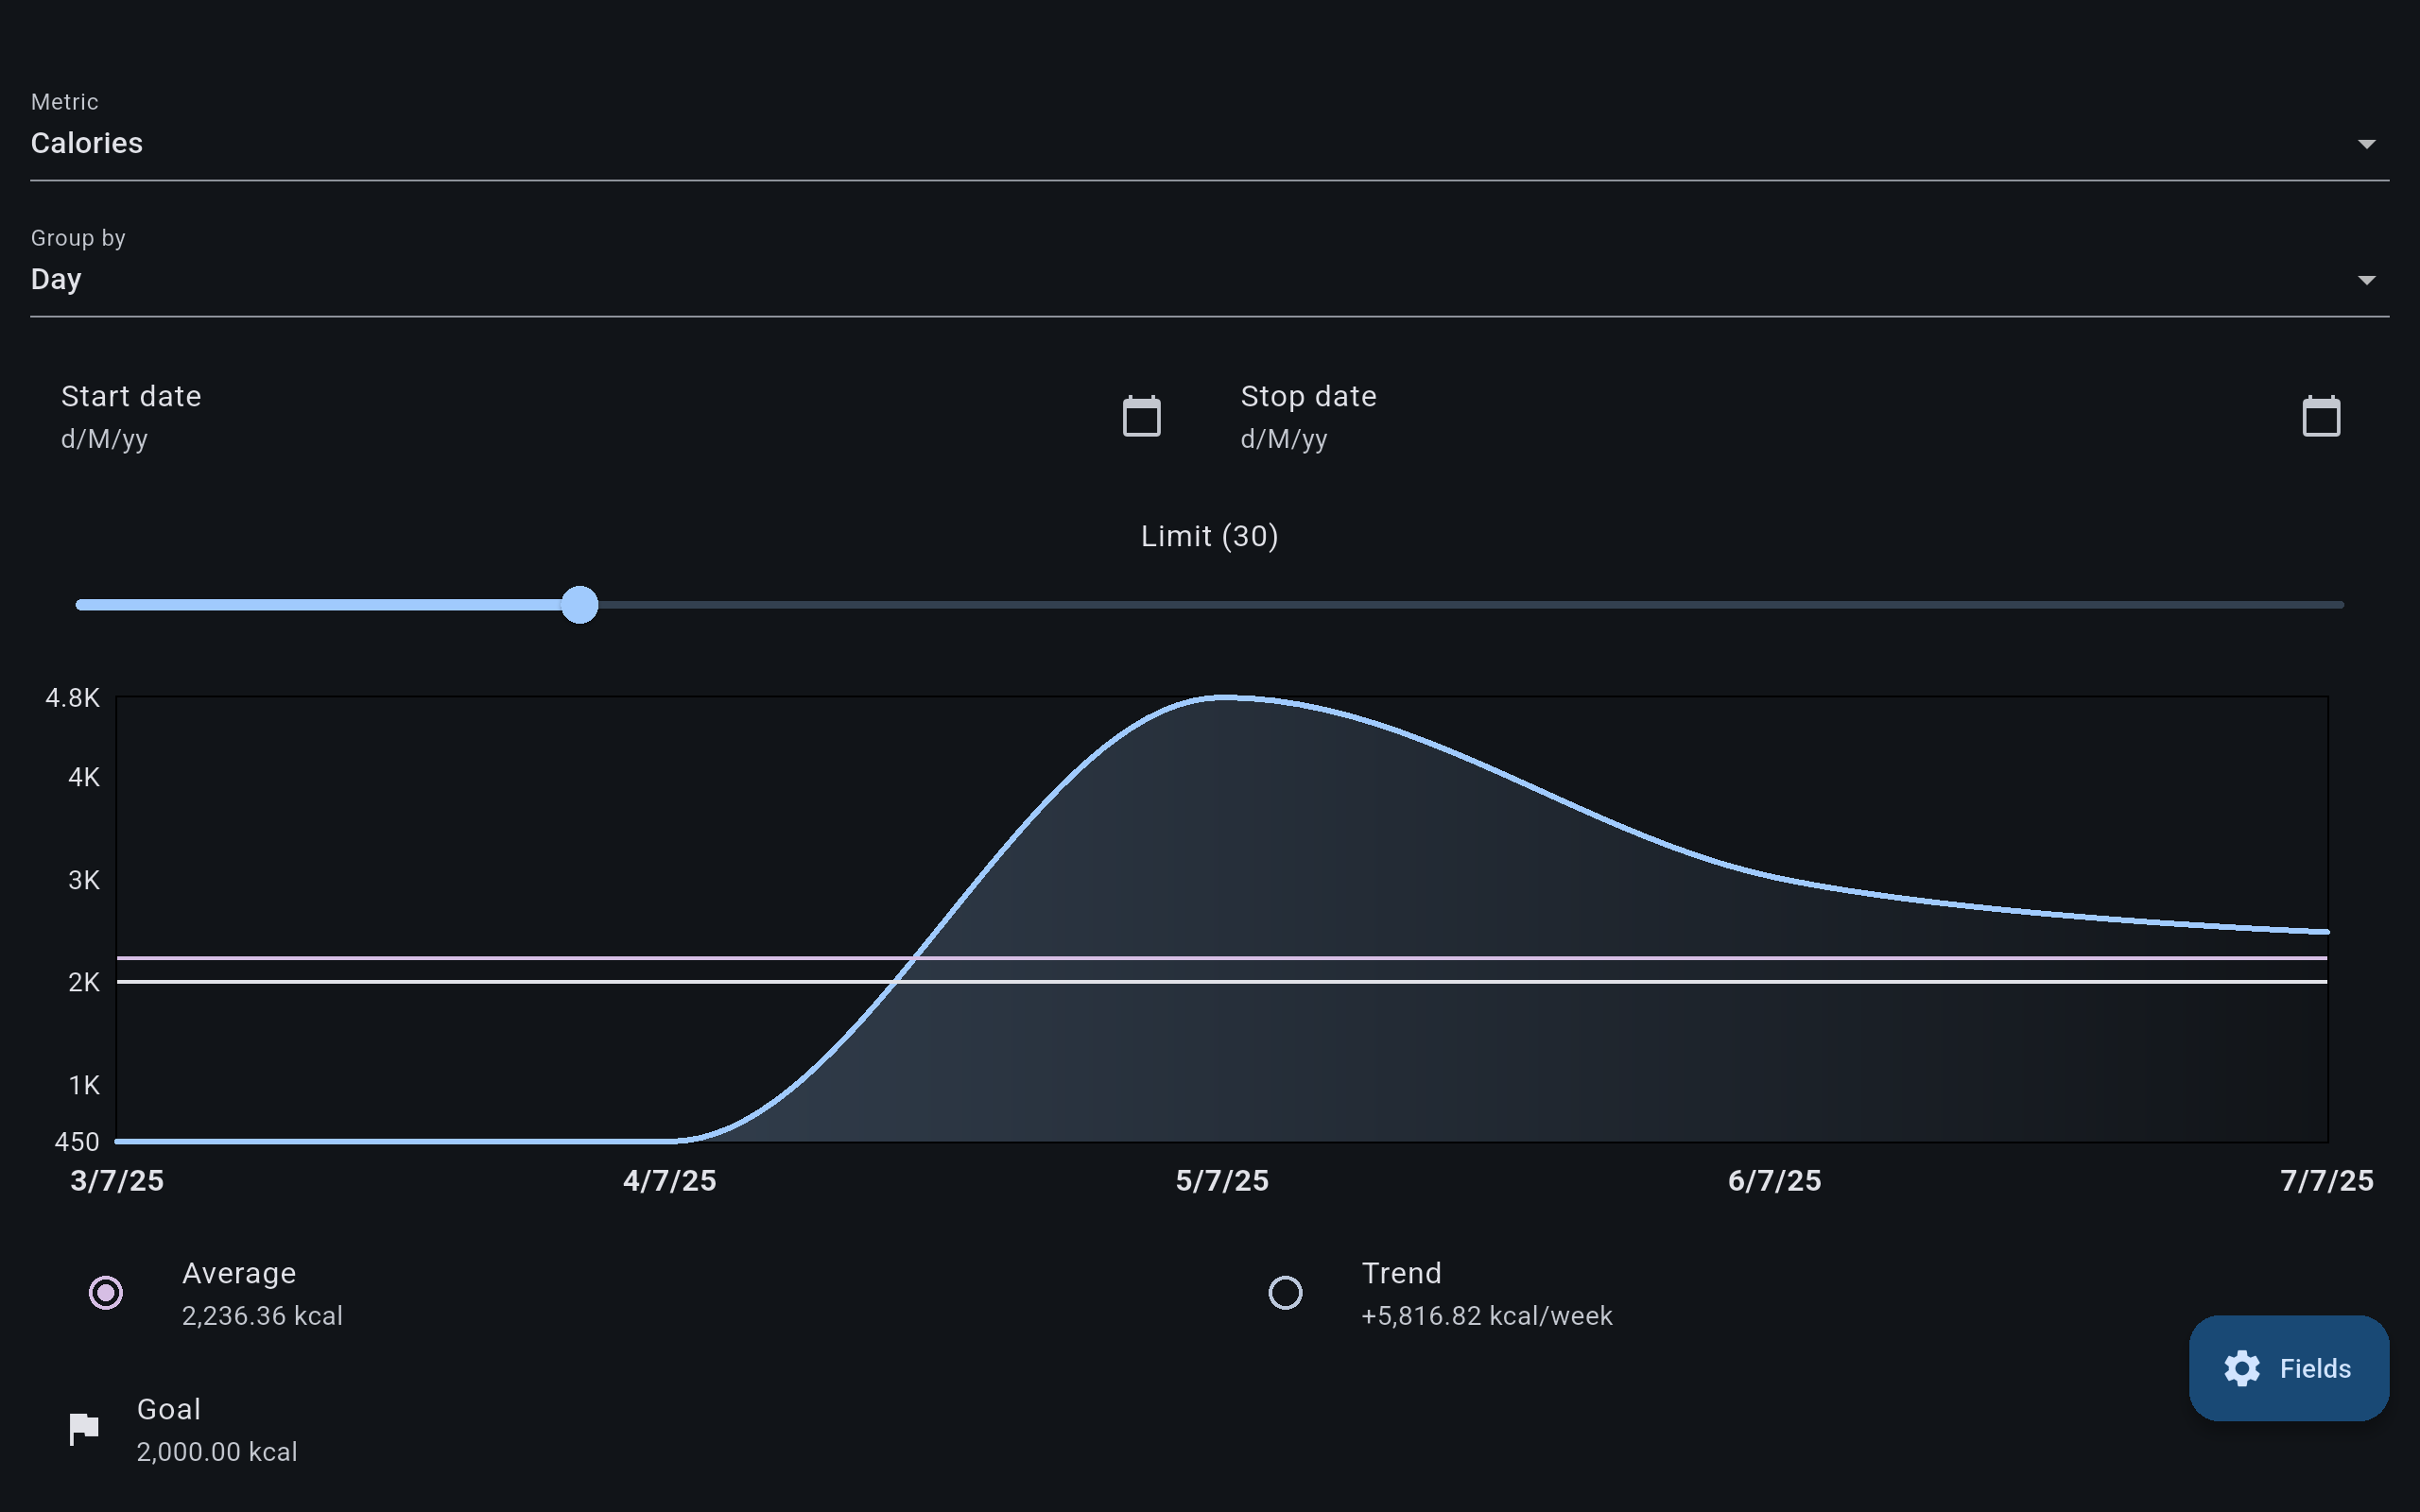 Metric
Calories
Group by
Day
Start date
d/M/yy
Stop date
d/M/yy
Limit (30)
4.8K
4K
3K
2K
1K
450
3/7/25 4/7/25 5/7/25 6/7/25 7/7/25
Average
2,236.36 kcal
Trend
+5,816.82 kcal/week
Fields
Goal
2,000.00 kcal